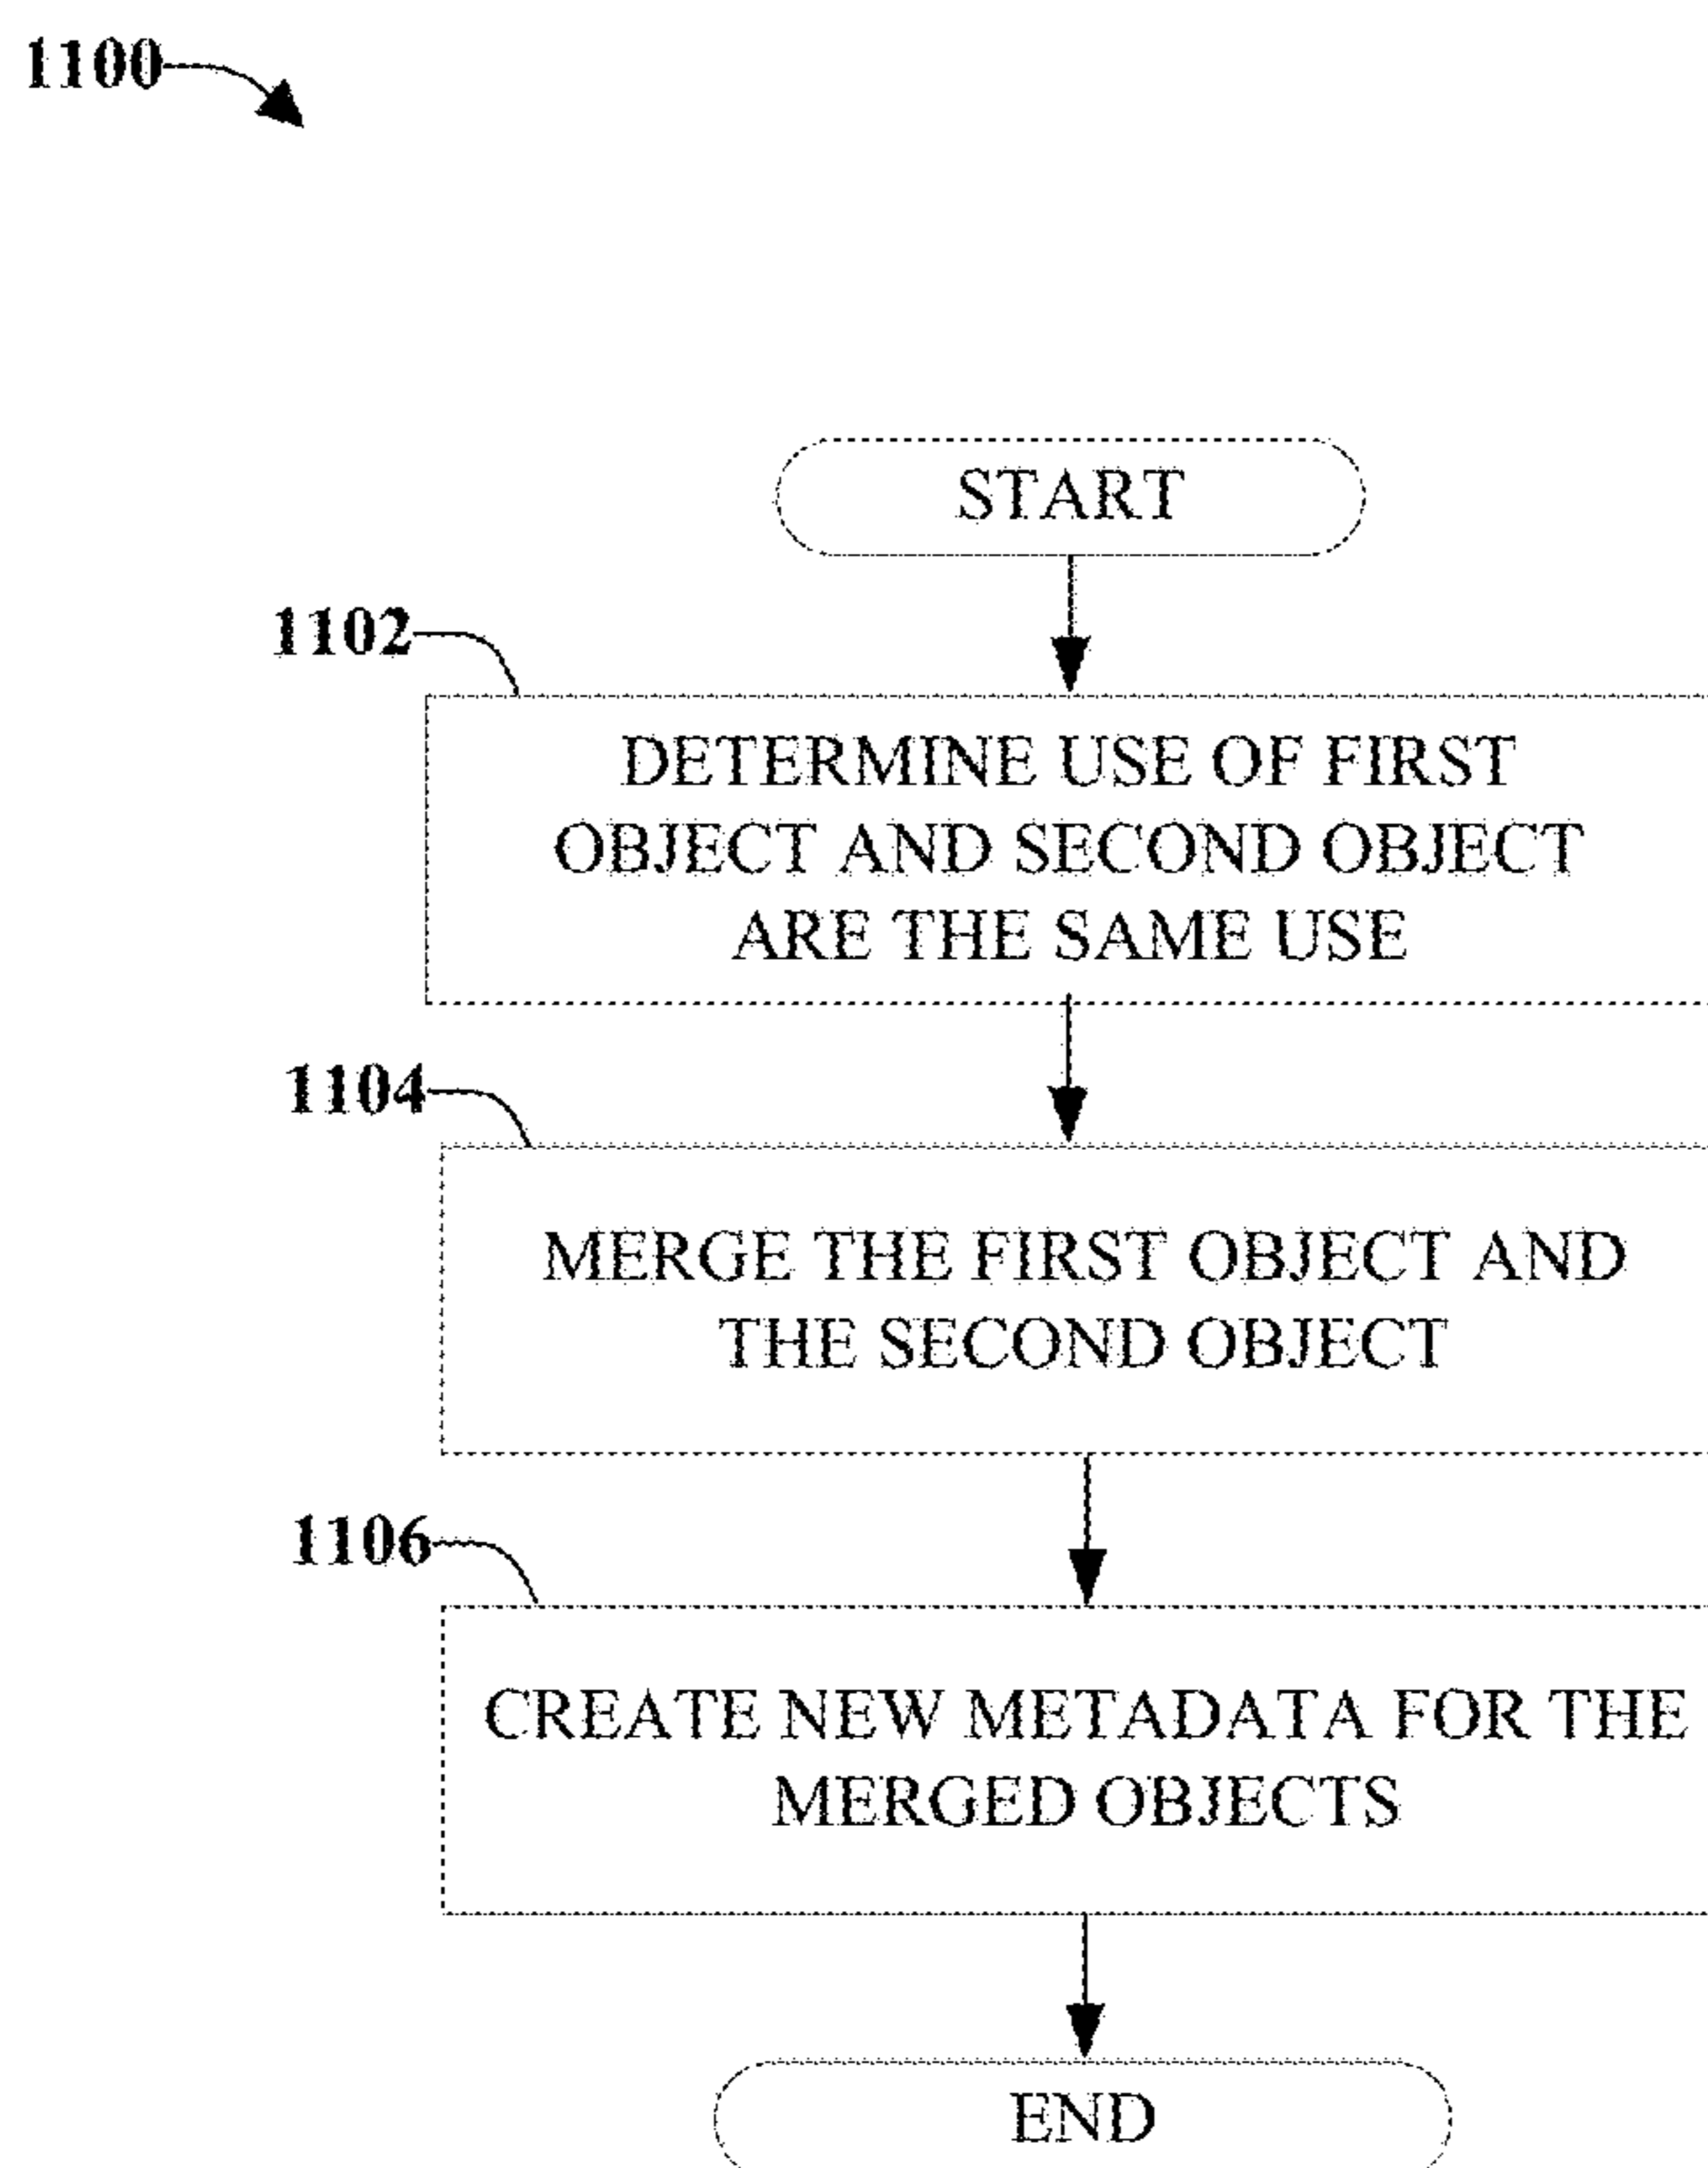 1100
START
1102
DETERMINE USE OF FIRST
OBJECT AND SECOND OBJECT
ARE THE SAME USE
1104
MERGE THE FIRST OBJECT AND
THE SECOND OBJECT
1106
CREATE NEW METADATA FOR THE
MERGED OBJECTS
END